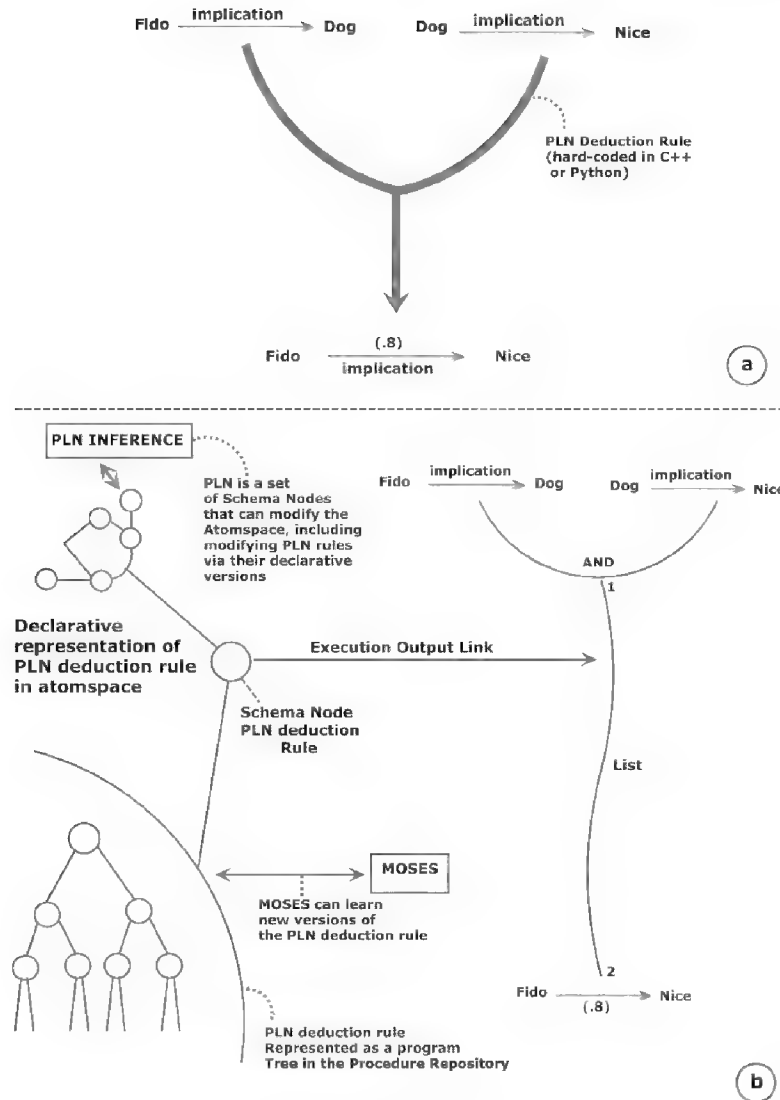 implication
implication
Fido
Dog
Dog
Nice
PLN Deduction Rule
(hard-coded in C++
or Python)
(.8)
Fido
Nice
implication
a
PLN INFERENCE
PLN is a set
of Schema Nodes
that can modify the
Atomspace, including
modifying PLN rules
via their declarative
versions
implication
implication
Fido
Dog
Dog
Nice
AND
1
Declarative
representation of
PLN deduction rule
in atomspace
Execution Output Link
Schema Node
PLN deduction
Rule
List
MOSES
MOSES can learn
new versions of
the PLN deduction rule
2
Fido
Nice
(.8)
PLN deduction rule
Represented as a program
Tree in the Procedure Repository
b